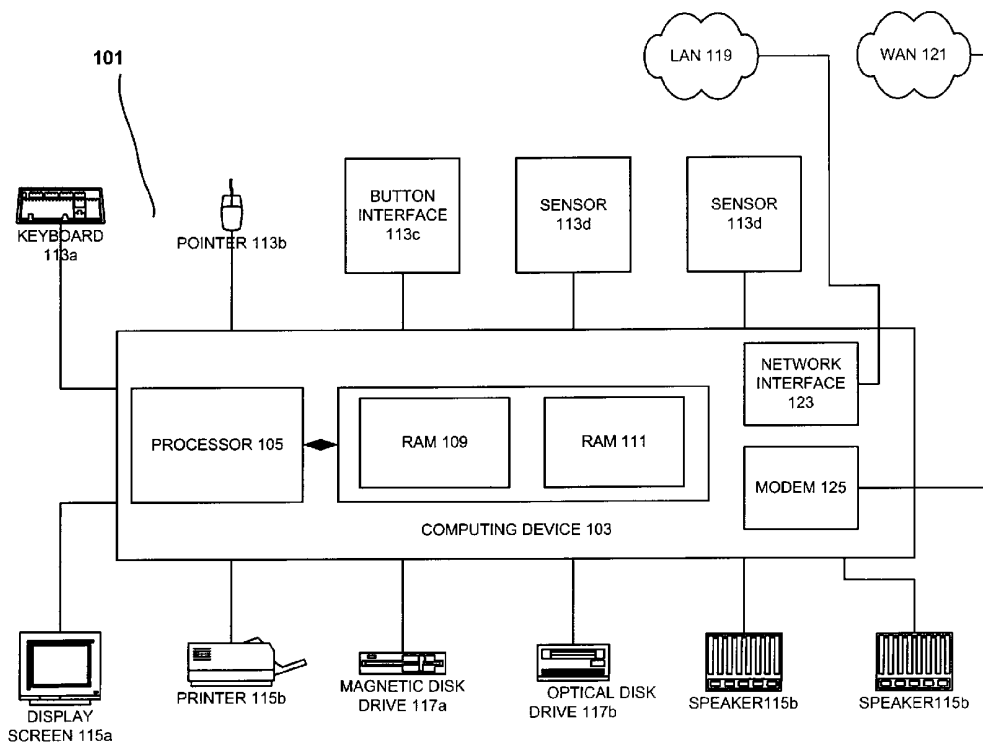 101
LAN 119
WAN 121
KEYBOARD
113a
POINTER 113b
BUTTON
INTERFACE
113c
SENSOR
113d
SENSOR
113d
NETWORK
INTERFACE
123
PROCESSOR 105
RAM 109
RAM 111
MODEM 125
COMPUTING DEVICE 103
DISPLAY
SCREEN 115a
PRINTER 115b
MAGNETIC DISK
DRIVE 117a
OPTICAL DISK
DRIVE 117b
SPEAKER115b
SPEAKER115b